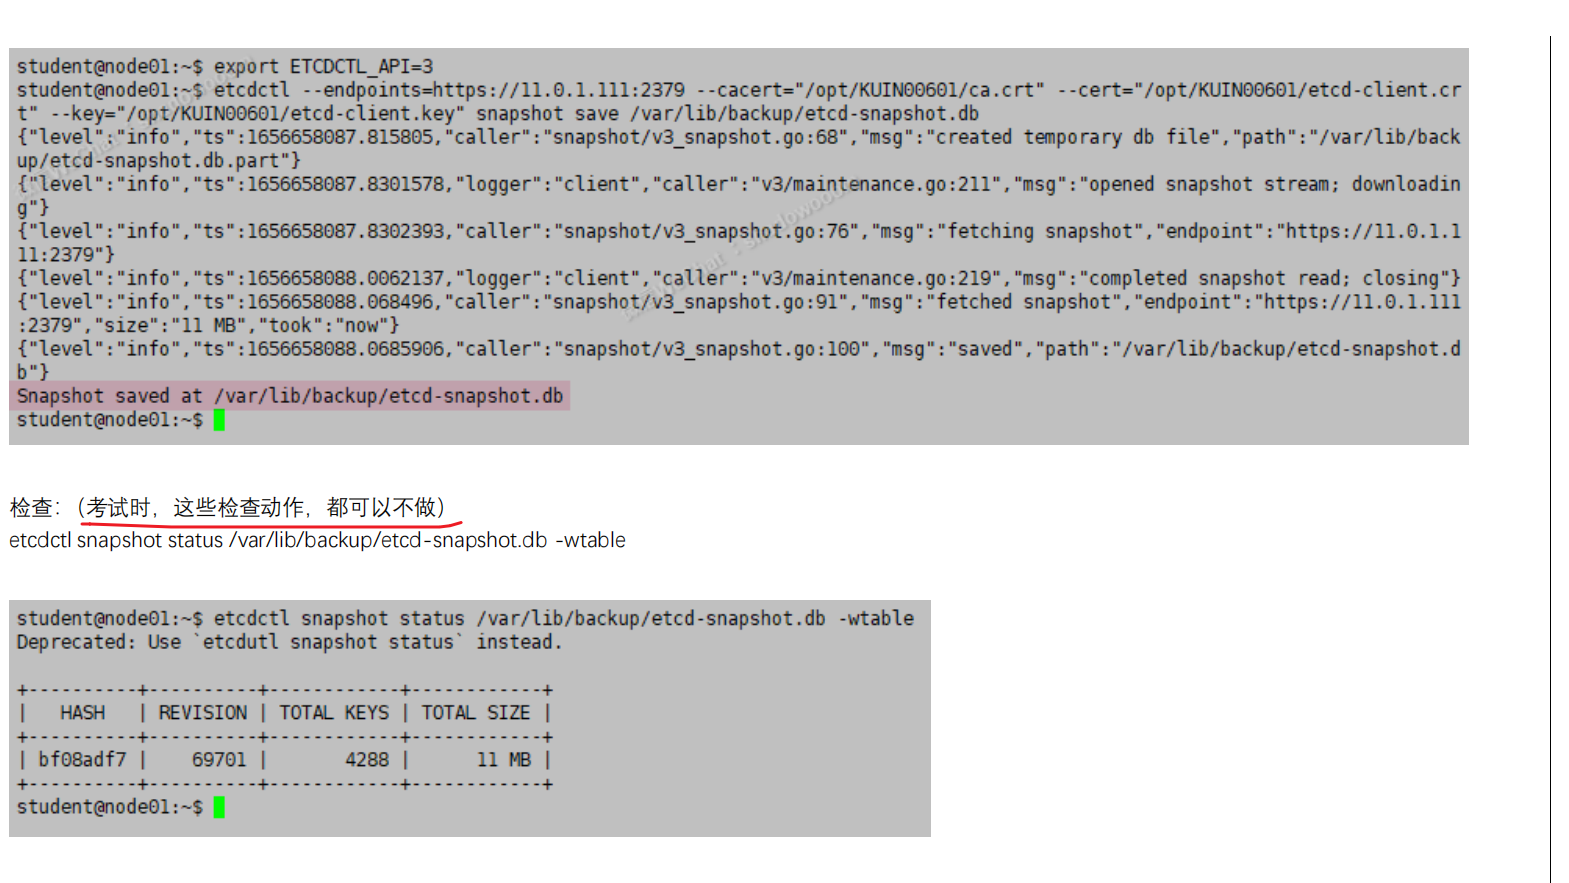 student@node01:~$ export ETCDCTL_API=3
student@node01:~$ etcdctl --endpoints=https://11.0.1.111:2379 --cacert="/opt/KUIN00601/ca.crt" --cert="/opt/KUIN00601/etcd-client.cr
t" --key="/opt/KUIN00601/etcd-client.key" snapshot save /var/lib/backup/etcd-snapshot.db
{"level":"info","ts":1656658087.815805,"caller":"snapshot/v3_snapshot.go:68","msg":"created temporary db file","path":"/var/lib/back
up/etcd-snapshot.db.part"}
{"level":"info","ts":1656658087.8301578,"logger":"client","caller":"v3/maintenance.go:211","msg":"opened snapshot stream; downloadin
g"}
{"level":"info","ts":1656658087.8302393,"caller":"snapshot/v3_snapshot.go:76","msg":"fetching snapshot","endpoint":"https://11.0.1.1
11:2379"}
{"level":"info","ts":1656658088.0062137,"logger":"client","caller":"v3/maintenance.go:219","msg":"completed snapshot read; closing"}
{"level":"info","ts":1656658088.068496,"caller":"snapshot/v3_snapshot.go:91","msg":"fetched snapshot","endpoint":"https://11.0.1.111
:2379","size":"11 MB","took":"now"}
{"level":"info","ts":1656658088.0685906,"caller":"snapshot/v3_snapshot.go:100","msg":"saved","path":"/var/lib/backup/etcd-snapshot.d
b"}
Snapshot saved at /var/lib/backup/etcd-snapshot.db
student@node01:~$
检查：（考试时，这些检查动作，都可以不做）
etcdctl snapshot status /var/lib/backup/etcd-snapshot.db -wtable
student@node01:~$ etcdctl snapshot status /var/lib/backup/etcd-snapshot.db -wtable
Deprecated: Use `etcdutl snapshot status` instead.
+----------+----------+------------+------------+
|   HASH   | REVISION | TOTAL KEYS | TOTAL SIZE |
+----------+----------+------------+------------+
| bf08adf7 |    69701 |       4288 |      11 MB |
+----------+----------+------------+------------+
student@node01:~$